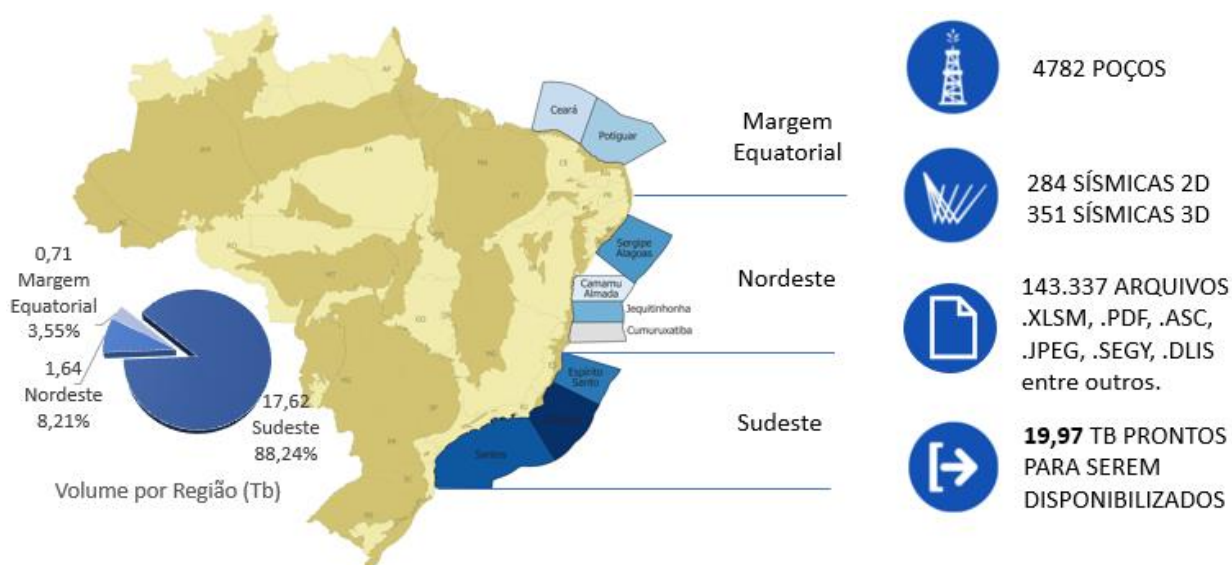 Ceará
Potiguar
Margem
Equatorial
Sergipe
Alagoas
Camamu
Almada
Jequitinhonha
Cumuruxatiba
Nordeste
Espírito
Santo
Santos
Sudeste
0,71
Margem
Equatorial
3,55%
1,64
Nordeste
8,21%
17,62
Sudeste
88,24%
Volume por Região (Tb)
4782 POÇOS
284 SÍSMICAS 2D
351 SÍSMICAS 3D
143.337 ARQUIVOS
.XLSM, .PDF, .ASC,
.JPEG, .SEGY, .DLIS
entre outros.
19,97 TB PRONTOS
PARA SEREM
DISPONIBILIZADOS